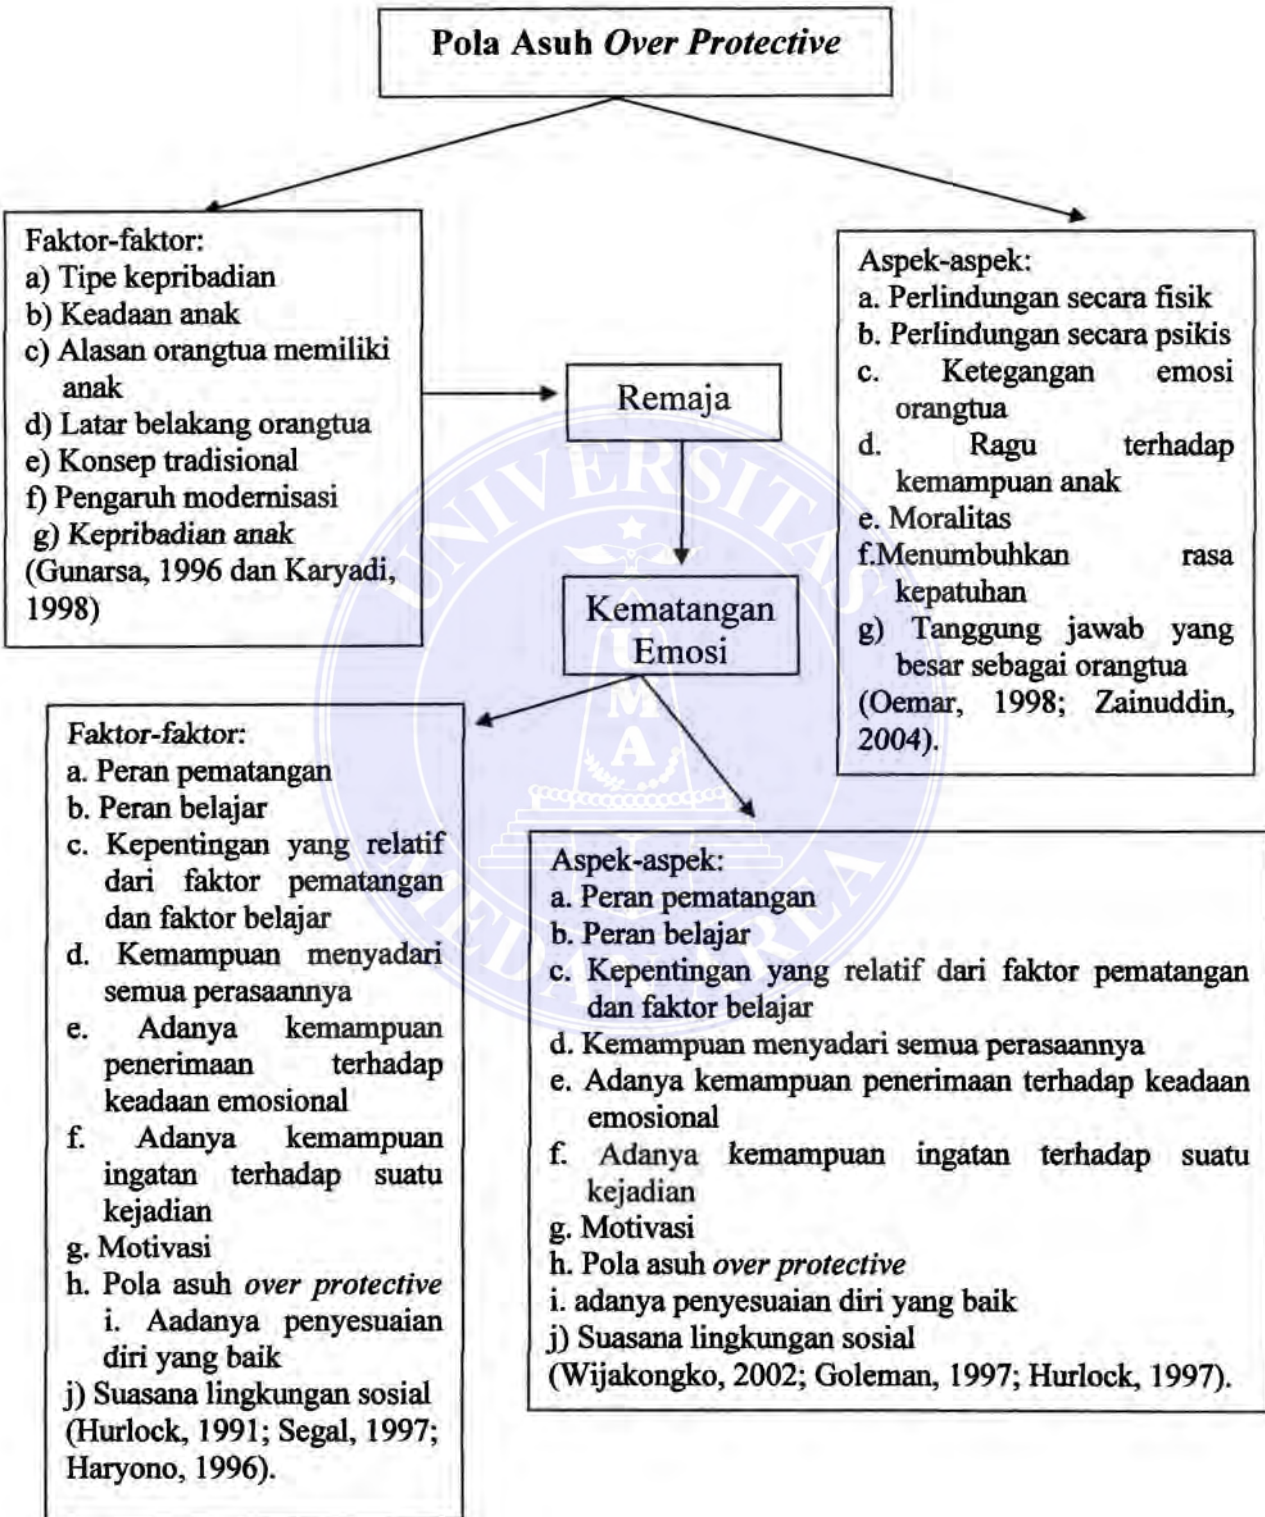 Pola Asuh Over Protective
Faktor-faktor:
a) Tipe kepribadian
b) Keadaan anak
c) Alasan orangtua memiliki
anak
d) Latar belakang orangtua
e) Konsep tradisional
f) Pengaruh modernisasi
g) Kepribadian anak
(Gunarsa, 1996 dan Karyadi,
1998)
Remaja
Kematangan
Emosi
Aspek-aspek:
a. Perlindungan secara fisik
b. Perlindungan secara psikis
c. Ketegangan emosi
orangtua
d. Ragu terhadap
kemampuan anak
e. Moralitas
f.Menumbuhkan rasa
kepatuhan
g) Tanggung jawab yang
besar sebagai orangtua
(Oemar, 1998; Zainuddin,
2004).
Faktor-faktor:
a. Peran pematangan
b. Peran belajar
c. Kepentingan yang relatif
dari faktor pematangan
dan faktor belajar
d. Kemampuan menyadari
semua perasaannya
e. Adanya kemampuan
penerimaan terhadap
keadaan emosional
f. Adanya kemampuan
ingatan terhadap suatu
kejadian
g. Motivasi
h. Pola asuh over protective
i. Aadanya penyesuaian
diri yang baik
j) Suasana lingkungan sosial
(Hurlock, 1991; Segal, 1997;
Haryono, 1996).
Aspek-aspek:
a. Peran pematangan
b. Peran belajar
c. Kepentingan yang relatif dari faktor pematangan
dan faktor belajar
d. Kemampuan menyadari semua perasaannya
e. Adanya kemampuan penerimaan terhadap keadaan
emosional
f. Adanya kemampuan ingatan terhadap suatu
kejadian
g. Motivasi
h. Pola asuh over protective
i. adanya penyesuaian diri yang baik
j) Suasana lingkungan sosial
(Wijakongko, 2002; Goleman, 1997; Hurlock, 1997).
UNIVERSITAS
MEDAN AREA
U
M
A